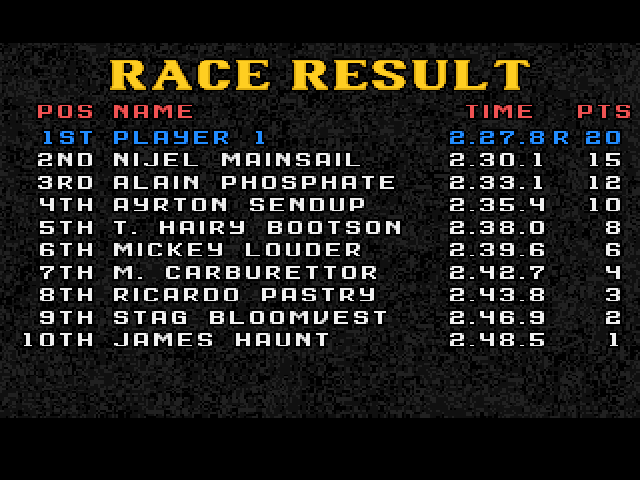 RACE RESULT
POS NAME TIME PTS
1ST PLAYER 1 2.27.8 R 20
2ND NIJEL MAINSAIL 2.30.1 15
3RD ALAIN PHOSPHATE 2.33.1 12
4TH AYRTON SENDUP 2.35.4 10
5TH T. HAIRY BOOTSON 2.38.0 8
6TH MICKEY LOUDER 2.39.6 6
7TH M. CARBURETTOR 2.42.7 4
8TH RICARDO PASTRY 2.43.8 3
9TH STAG BLOOMVEST 2.46.9 2
10TH JAMES HAUNT 2.48.5 1